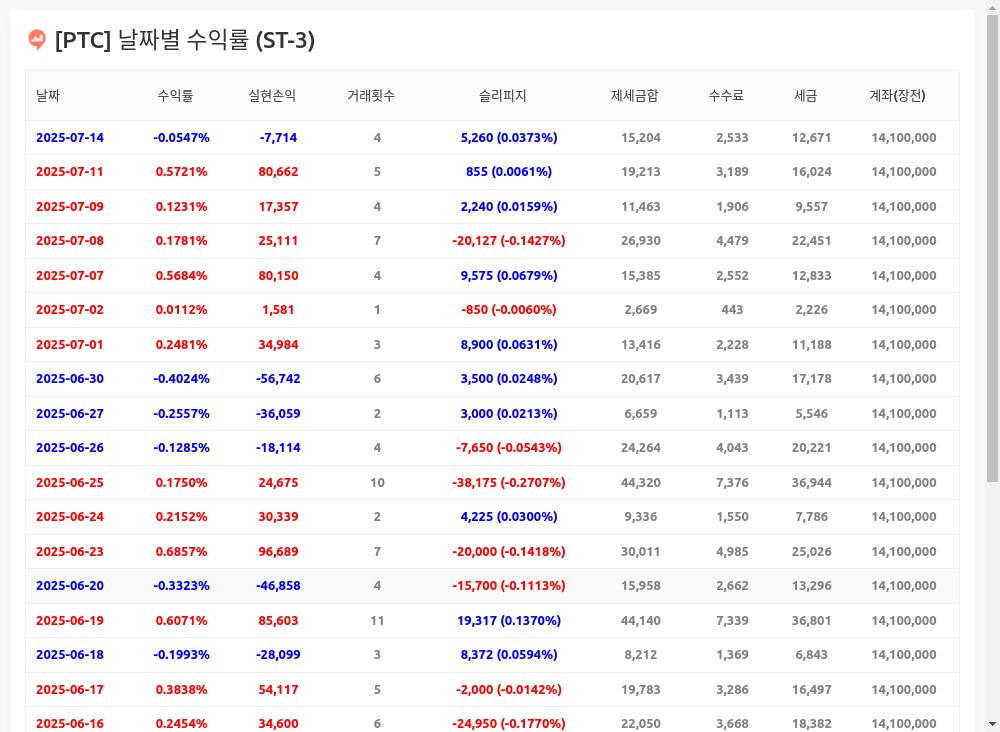 [PTC] 날짜별 수익률 (ST-3)
날짜 수익률 실현손익 거래횟수 슬리피지 제세금합 수수료 세금 계좌(장전)
2025-07-14 -0.0547% -7,714 4 5,260 (0.0373%) 15,204 2,533 12,671 14,100,000
2025-07-11 0.5721% 80,662 5 855 (0.0061%) 19,213 3,189 16,024 14,100,000
2025-07-09 0.1231% 17,357 4 2,240 (0.0159%) 11,463 1,906 9,557 14,100,000
2025-07-08 0.1781% 25,111 7 -20,127 (-0.1427%) 26,930 4,479 22,451 14,100,000
2025-07-07 0.5684% 80,150 4 9,575 (0.0679%) 15,385 2,552 12,833 14,100,000
2025-07-02 0.0112% 1,581 1 -850 (-0.0060%) 2,669 443 2,226 14,100,000
2025-07-01 0.2481% 34,984 3 8,900 (0.0631%) 13,416 2,228 11,188 14,100,000
2025-06-30 -0.4024% -56,742 6 3,500 (0.0248%) 20,617 3,439 17,178 14,100,000
2025-06-27 -0.2557% -36,059 2 3,000 (0.0213%) 6,659 1,113 5,546 14,100,000
2025-06-26 -0.1285% -18,114 4 -7,650 (-0.0543%) 24,264 4,043 20,221 14,100,000
2025-06-25 0.1750% 24,675 10 -38,175 (-0.2707%) 44,320 7,376 36,944 14,100,000
2025-06-24 0.2152% 30,339 2 4,225 (0.0300%) 9,336 1,550 7,786 14,100,000
2025-06-23 0.6857% 96,689 7 -20,000 (-0.1418%) 30,011 4,985 25,026 14,100,000
2025-06-20 -0.3323% -46,858 4 -15,700 (-0.1113%) 15,958 2,662 13,296 14,100,000
2025-06-19 0.6071% 85,603 11 19,317 (0.1370%) 44,140 7,339 36,801 14,100,000
2025-06-18 -0.1993% -28,099 3 8,372 (0.0594%) 8,212 1,369 6,843 14,100,000
2025-06-17 0.3838% 54,117 5 -2,000 (-0.0142%) 19,783 3,286 16,497 14,100,000
2025-06-16 0.2454% 34,600 6 -24,950 (-0.1770%) 22,050 3,668 18,382 14,100,000